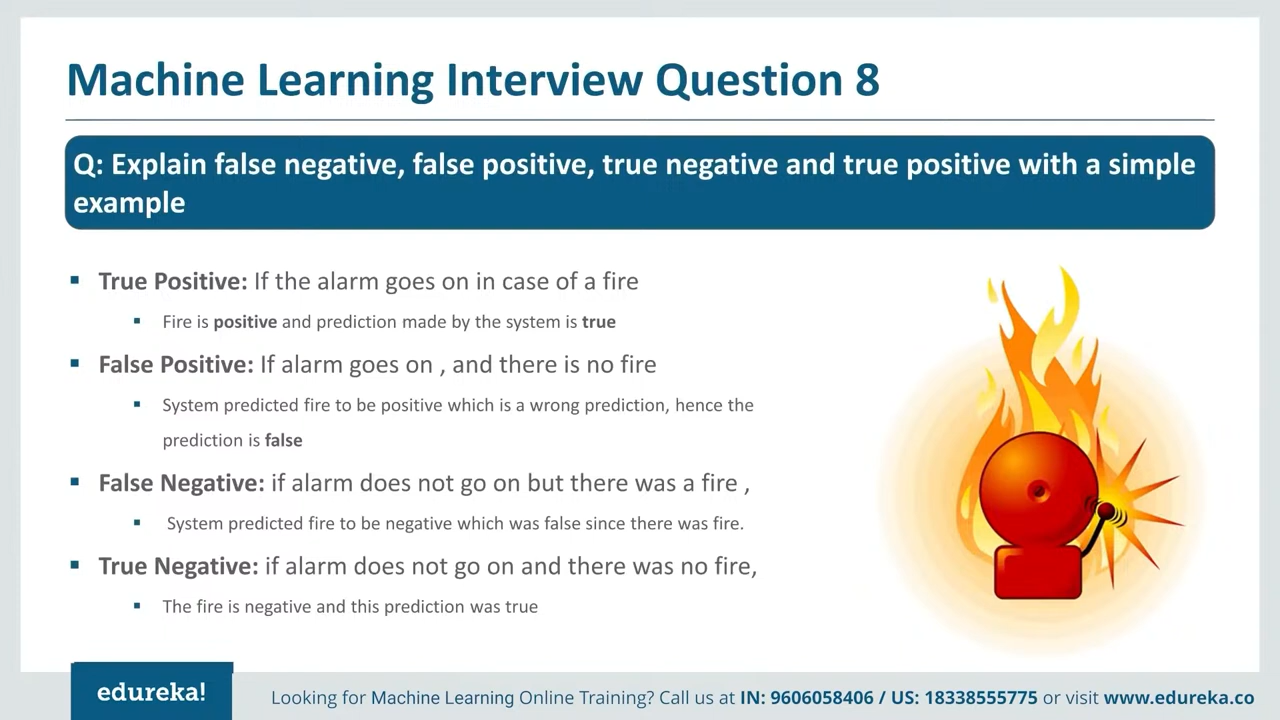 Machine Learning Interview Question 8
Q: Explain false negative, false positive, true negative and true positive with a simple
example
▪ True Positive: If the alarm goes on in case of a fire
▪ Fire is positive and prediction made by the system is true
▪ False Positive: If alarm goes on , and there is no fire
▪ System predicted fire to be positive which is a wrong prediction, hence the
prediction is false
▪ False Negative: if alarm does not go on but there was a fire ,
▪ System predicted fire to be negative which was false since there was fire.
▪ True Negative: if alarm does not go on and there was no fire,
▪ The fire is negative and this prediction was true
edureka!
Looking for Machine Learning Online Training? Call us at IN: 9606058406 / US: 18338555775 or visit www.edureka.co